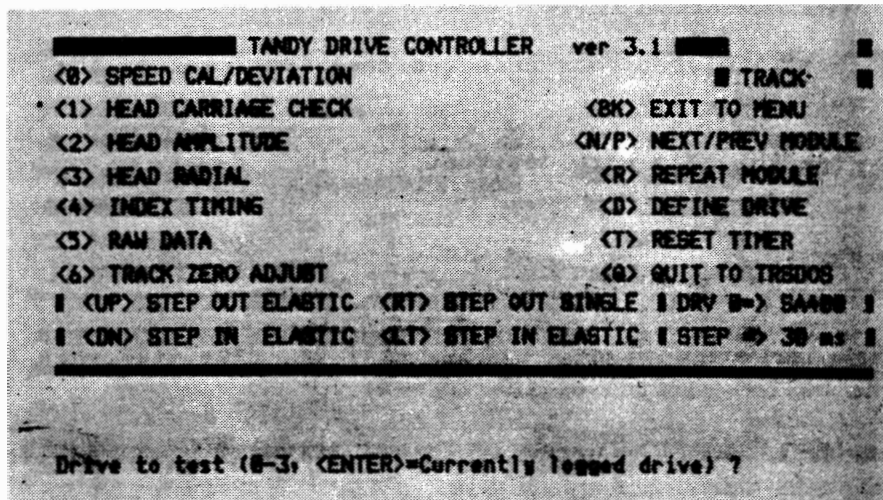 TANDY DRIVE CONTROLLER ver 3.1
<0> SPEED CAL/DEVIATION
TRACK
<1> HEAD CARRIAGE CHECK
<BK> EXIT TO MENU
<2> HEAD AMPLITUDE
<N/P> NEXT/PREV MODULE
<3> HEAD RADIAL
<R> REPEAT MODULE
<4> INDEX TIMING
<D> DEFINE DRIVE
<5> RAW DATA
<T> RESET TIMER
<6> TRACK ZERO ADJUST
<Q> QUIT TO TRSDOS
<UP> STEP OUT ELASTIC <RT> STEP OUT SINGLE DRV 0=> SA400
<DN> STEP IN ELASTIC <LT> STEP IN ELASTIC STEP => 30 ms
Drive to test (0-3, <ENTER>=Currently logged drive) ?